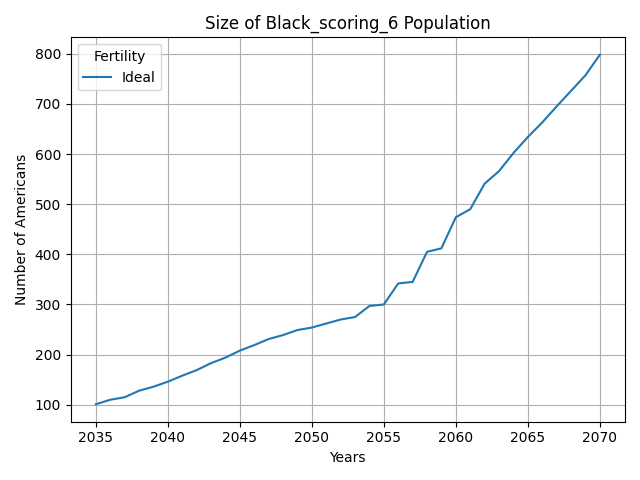 Size of Black_scoring_6 Population
Fertility
Ideal
Number of Americans
800
700
600
500
400
300
200
100
2035 2040 2045 2050 2055 2060 2065 2070
Years